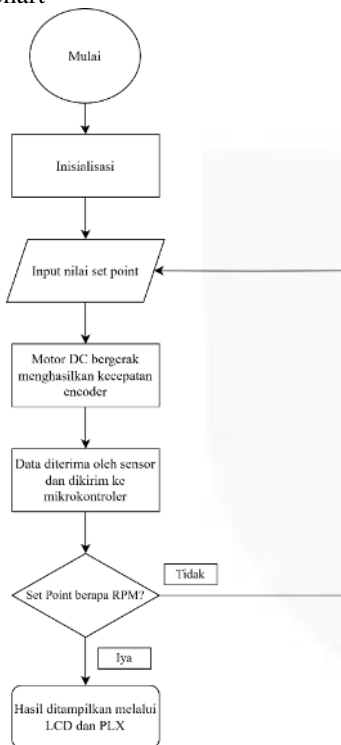 Mulai
Inisialisasi
Input nilai set point
Motor DC bergerak
menghasilkan kecepatan
encoder
Data diterima oleh sensor
dan dikirim ke
mikrokontroler
Set Point berapa RPM?
Tidak
Iya
Hasil ditampilkan melalui
LCD dan PLX